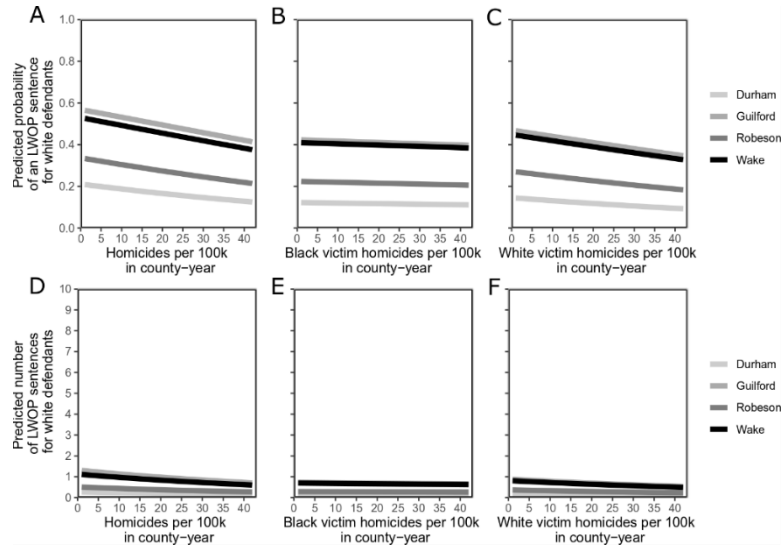 A
B
C
Predicted probability
of an LWOP sentence
for white defendants
1.0
0.8
0.6
0.4
0.2
0.0
0 5 10 15 20 25 30 35 40
Homicides per 100k
in county−year
0 5 10 15 20 25 30 35 40
Black victim homicides per 100k
in county−year
0 5 10 15 20 25 30 35 40
White victim homicides per 100k
in county−year
Durham
Guilford
Robeson
Wake
D
E
F
Predicted number
of LWOP sentences
for white defendants
10
9
8
7
6
5
4
3
2
1
0
0 5 10 15 20 25 30 35 40
Homicides per 100k
in county−year
0 5 10 15 20 25 30 35 40
Black victim homicides per 100k
in county−year
0 5 10 15 20 25 30 35 40
White victim homicides per 100k
in county−year
Durham
Guilford
Robeson
Wake